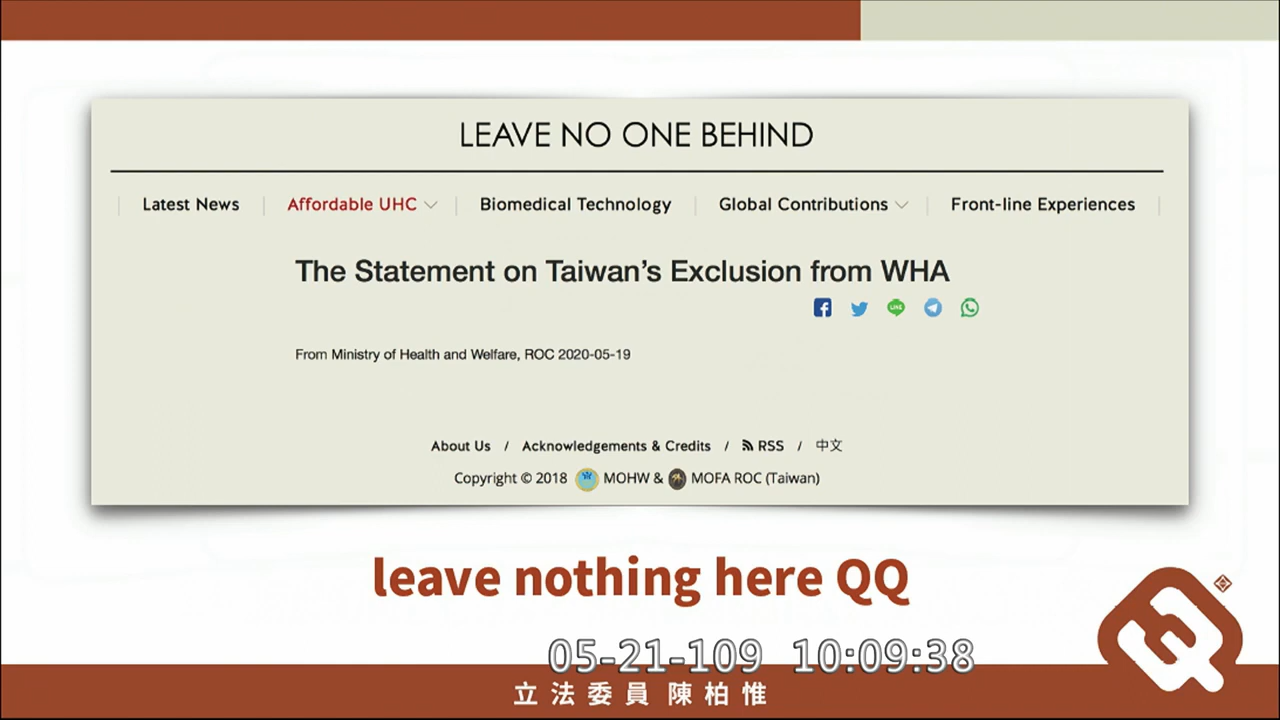 LEAVE NO ONE BEHIND
Latest News Affordable UHC Biomedical Technology Global Contributions Front-line Experiences
The Statement on Taiwan's Exclusion from WHA
From Ministry of Health and Welfare, ROC 2020-05-19
About Us / Acknowledgements & Credits / RSS / 中文
Copyright © 2018 MOHW & MOFA ROC (Taiwan)
leave nothing here QQ
05-21-109 10:09:38
立法委員 陳柏惟